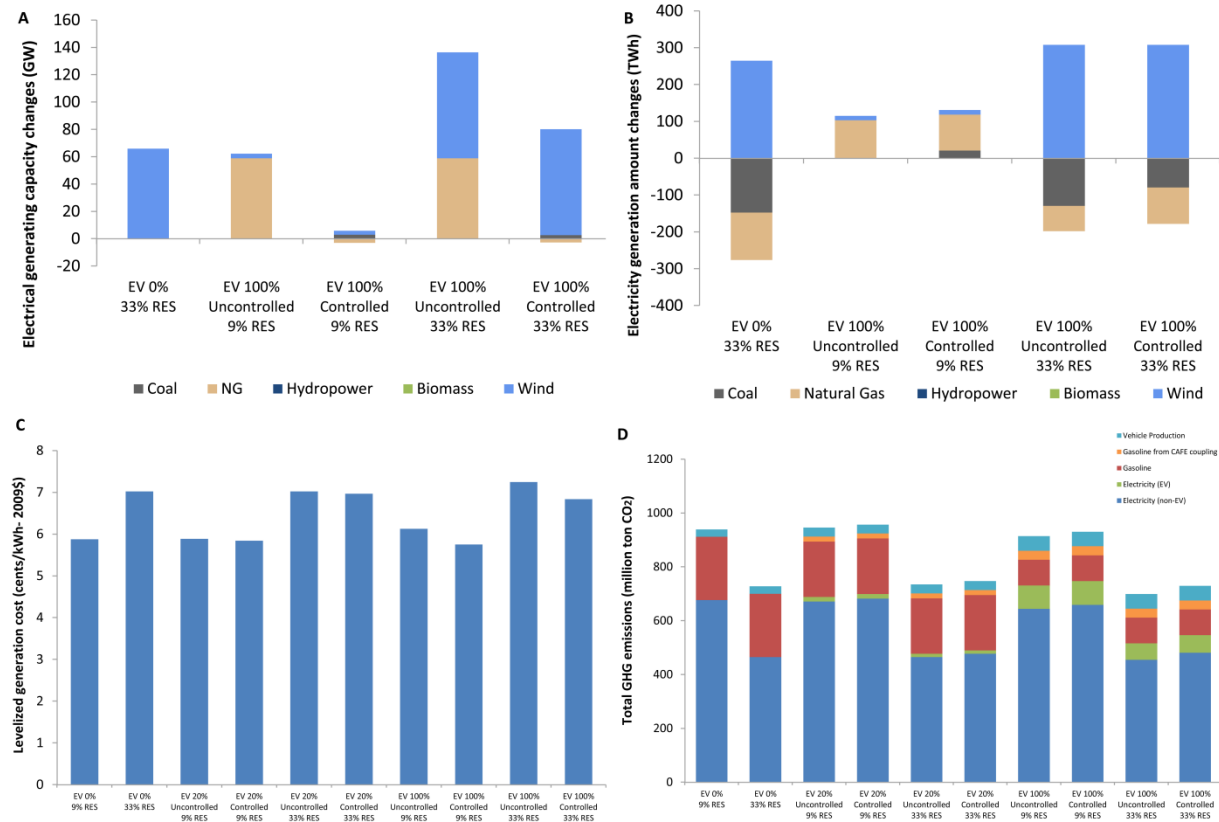 A
Electrical generating capacity changes (GW)
160
140
120
100
80
60
40
20
0
-20
EV 0%
33% RES
EV 100%
Uncontrolled
9% RES
EV 100%
Controlled
9% RES
EV 100%
Uncontrolled
33% RES
EV 100%
Controlled
33% RES
Coal NG Hydropower Biomass Wind
B
Electricity generation amount changes (TWh)
400
300
200
100
0
-100
-200
-300
-400
EV 0%
33% RES
EV 100%
Uncontrolled
9% RES
EV 100%
Controlled
9% RES
EV 100%
Uncontrolled
33% RES
EV 100%
Controlled
33% RES
Coal Natural Gas Hydropower Biomass Wind
C
Levelized generation cost (cents/kWh- 2009$)
8
7
6
5
4
3
2
1
0
EV 0%
9% RES
EV 0%
33% RES
EV 20%
Uncontrolled
9% RES
EV 20%
Controlled
9% RES
EV 20%
Uncontrolled
33% RES
EV 20%
Controlled
33% RES
EV 100%
Uncontrolled
9% RES
EV 100%
Controlled
9% RES
EV 100%
Uncontrolled
33% RES
EV 100%
Controlled
33% RES
D
Vehicle Production
Gasoline from CAFE coupling
Gasoline
Electricity (EV)
Electricity (non-EV)
Total GHG emissions (million ton CO2)
1200
1000
800
600
400
200
0
EV 0%
9% RES
EV 0%
33% RES
EV 20%
Uncontrolled
9% RES
EV 20%
Controlled
9% RES
EV 20%
Uncontrolled
33% RES
EV 20%
Controlled
33% RES
EV 100%
Uncontrolled
9% RES
EV 100%
Controlled
9% RES
EV 100%
Uncontrolled
33% RES
EV 100%
Controlled
33% RES